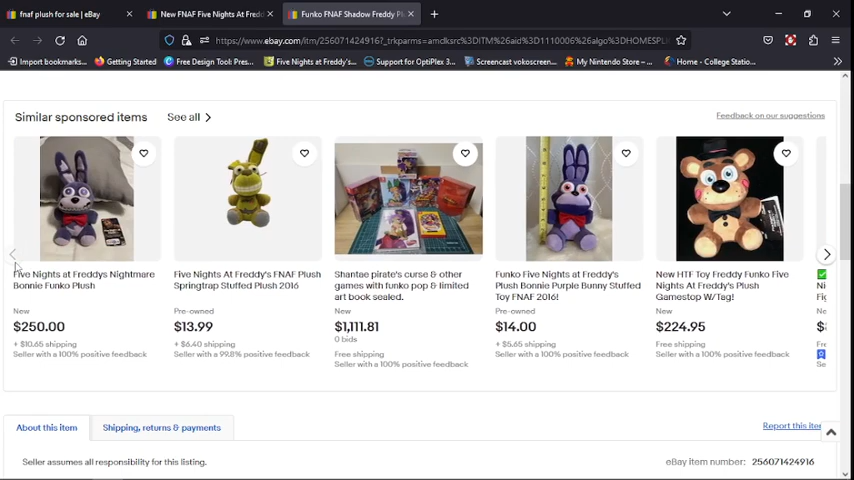 fnaf plush for sale | eBay
New FNAF Five Nights At Fredd
Funko FNAF Shadow Freddy Pl
https://www.ebay.com/itm/256071424916?_trkparms=amclksrc%3DITM%26aid%3D1110006%26algo%3DHOMESPL
Import bookmarks...
Getting Started
Free Design Tool: Pres...
Five Nights at Freddy's...
Support for OptiPlex 3...
Screencast vokoscreen...
My Nintendo Store — ...
Home - College Statio...
Similar sponsored items
See all
Feedback on our suggestions
Five Nights at Freddys Nightmare
Bonnie Funko Plush
New
$250.00
+ $10.65 shipping
Seller with a 100% positive feedback
Five Nights At Freddy's FNAF Plush
Springtrap Stuffed Plush 2016
Pre-owned
$13.99
+ $6.40 shipping
Seller with a 99.8% positive feedback
Shantae pirate's curse & other
games with funko pop & limited
art book sealed.
New
$1,111.81
0 bids
Free shipping
Seller with a 100% positive feedback
Funko Five Nights at Freddy's
Plush Bonnie Purple Bunny Stuffed
Toy FNAF 2016!
Pre-owned
$14.00
+ $5.65 shipping
Seller with a 100% positive feedback
New HTF Toy Freddy Funko Five
Nights At Freddy's Plush
Gamestop W/Tag!
New
$224.95
Free shipping
Seller with a 100% positive feedback
Ni
Fig
Ne
Fre
Se
About this item
Shipping, returns & payments
Report this item
Seller assumes all responsibility for this listing.
eBay item number: 256071424916